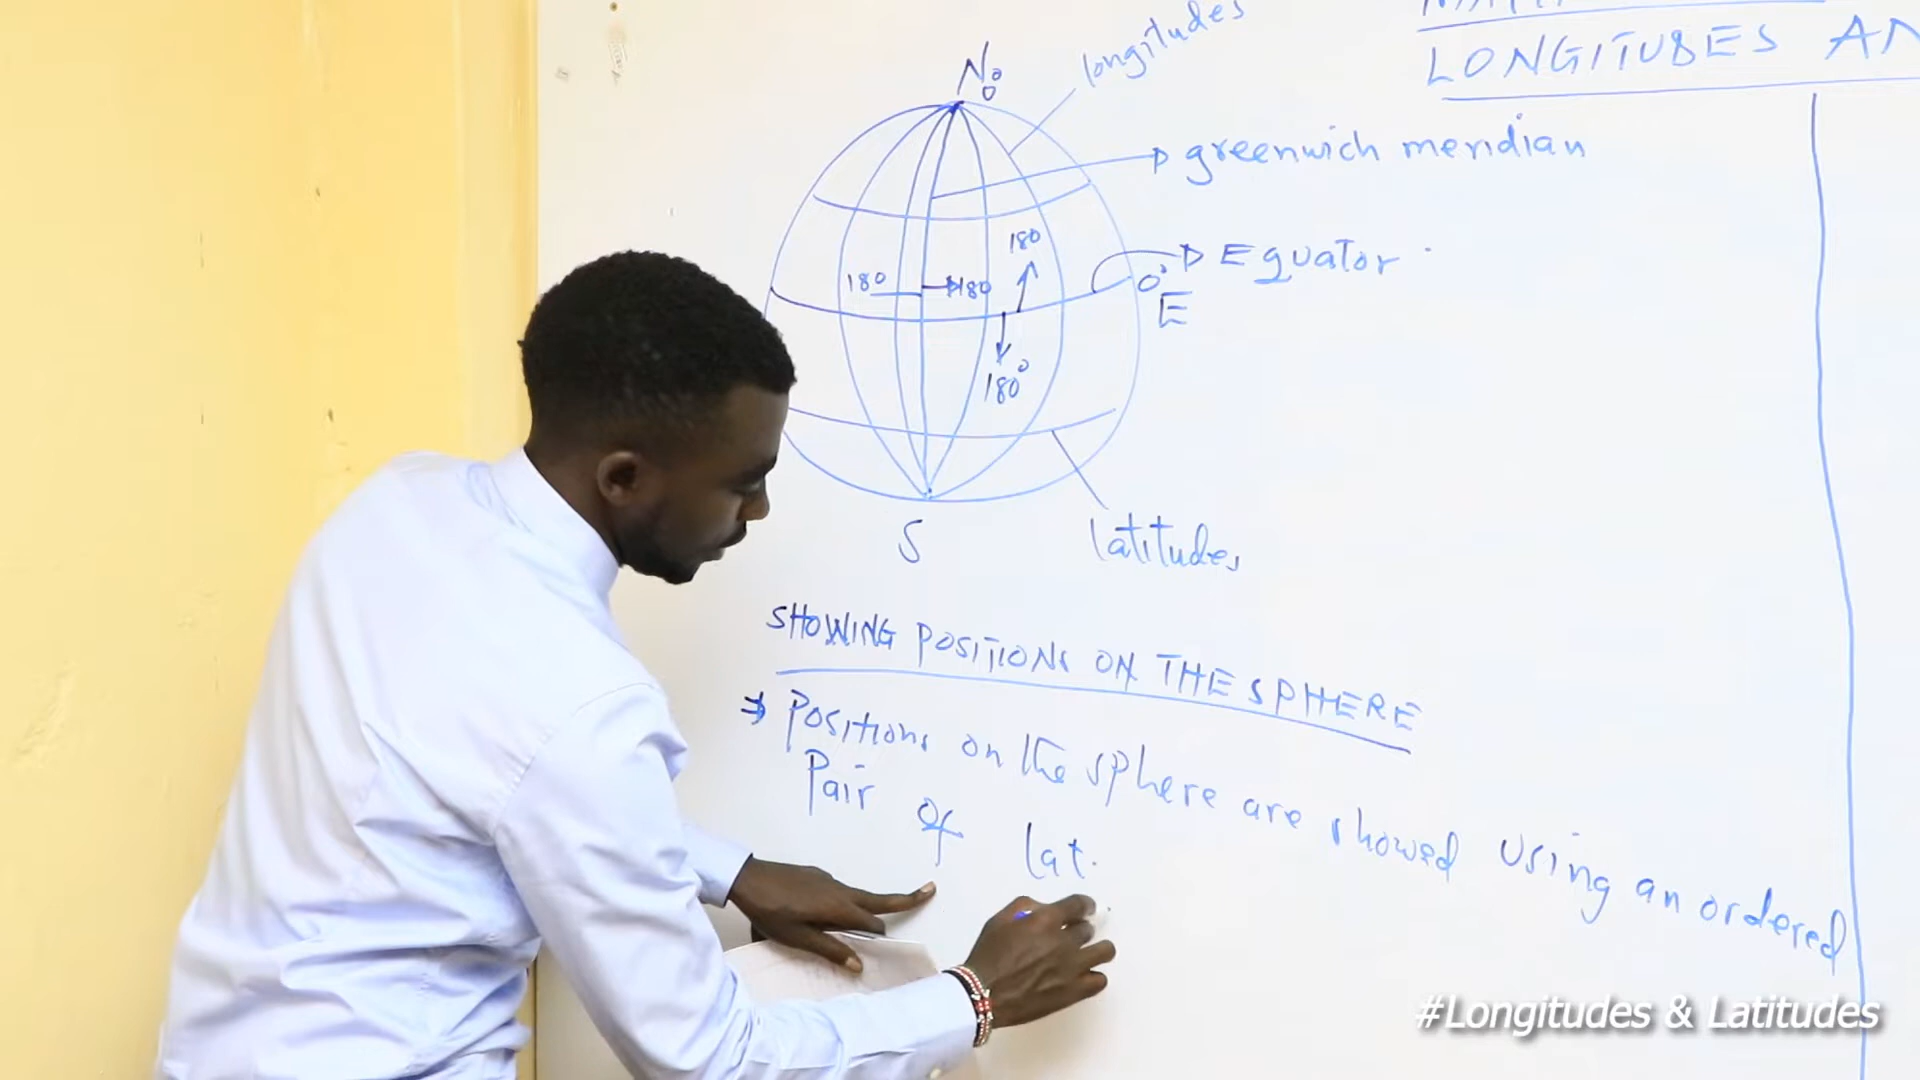 LONGITUDES AN
longitudes
N
greenwich meridian
180
Equator
180
180
0°
E
180°
S
latitudes
SHOWING POSITIONS ON THE SPHERE
Positions on the sphere are showed using an ordered
Pair of lat.
#Longitudes & Latitudes